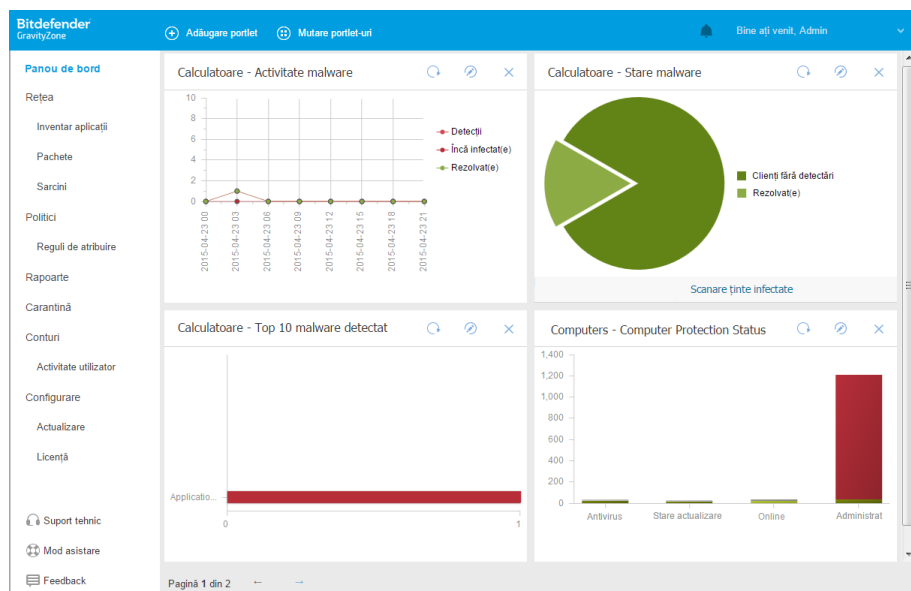 Bitdefender
GravityZone
Adăugare portlet
Mutare portlet-uri
Bine ați venit, Admin
Panou de bord
Rețea
Inventar aplicații
Pachete
Sarcini
Politici
Reguli de atribuire
Rapoarte
Carantină
Conturi
Activitate utilizator
Configurare
Actualizare
Licență
Suport tehnic
Mod asistare
Feedback
Calculatoare - Activitate malware
10
8
6
4
2
0
2015-04-23 00
2015-04-23 03
2015-04-23 06
2015-04-23 09
2015-04-23 12
2015-04-23 15
2015-04-23 18
2015-04-23 21
Detecții
Încă infectat(e)
Rezolvat(e)
Calculatoare - Stare malware
Clienți fără detectări
Rezolvat(e)
Scanare ținte infectate
Calculatoare - Top 10 malware detectat
Applicatio...
0
1
Computers - Computer Protection Status
1,400
1,200
1,000
800
600
400
200
0
Antivirus
Stare actualizare
Online
Administrat
Pagină 1 din 2